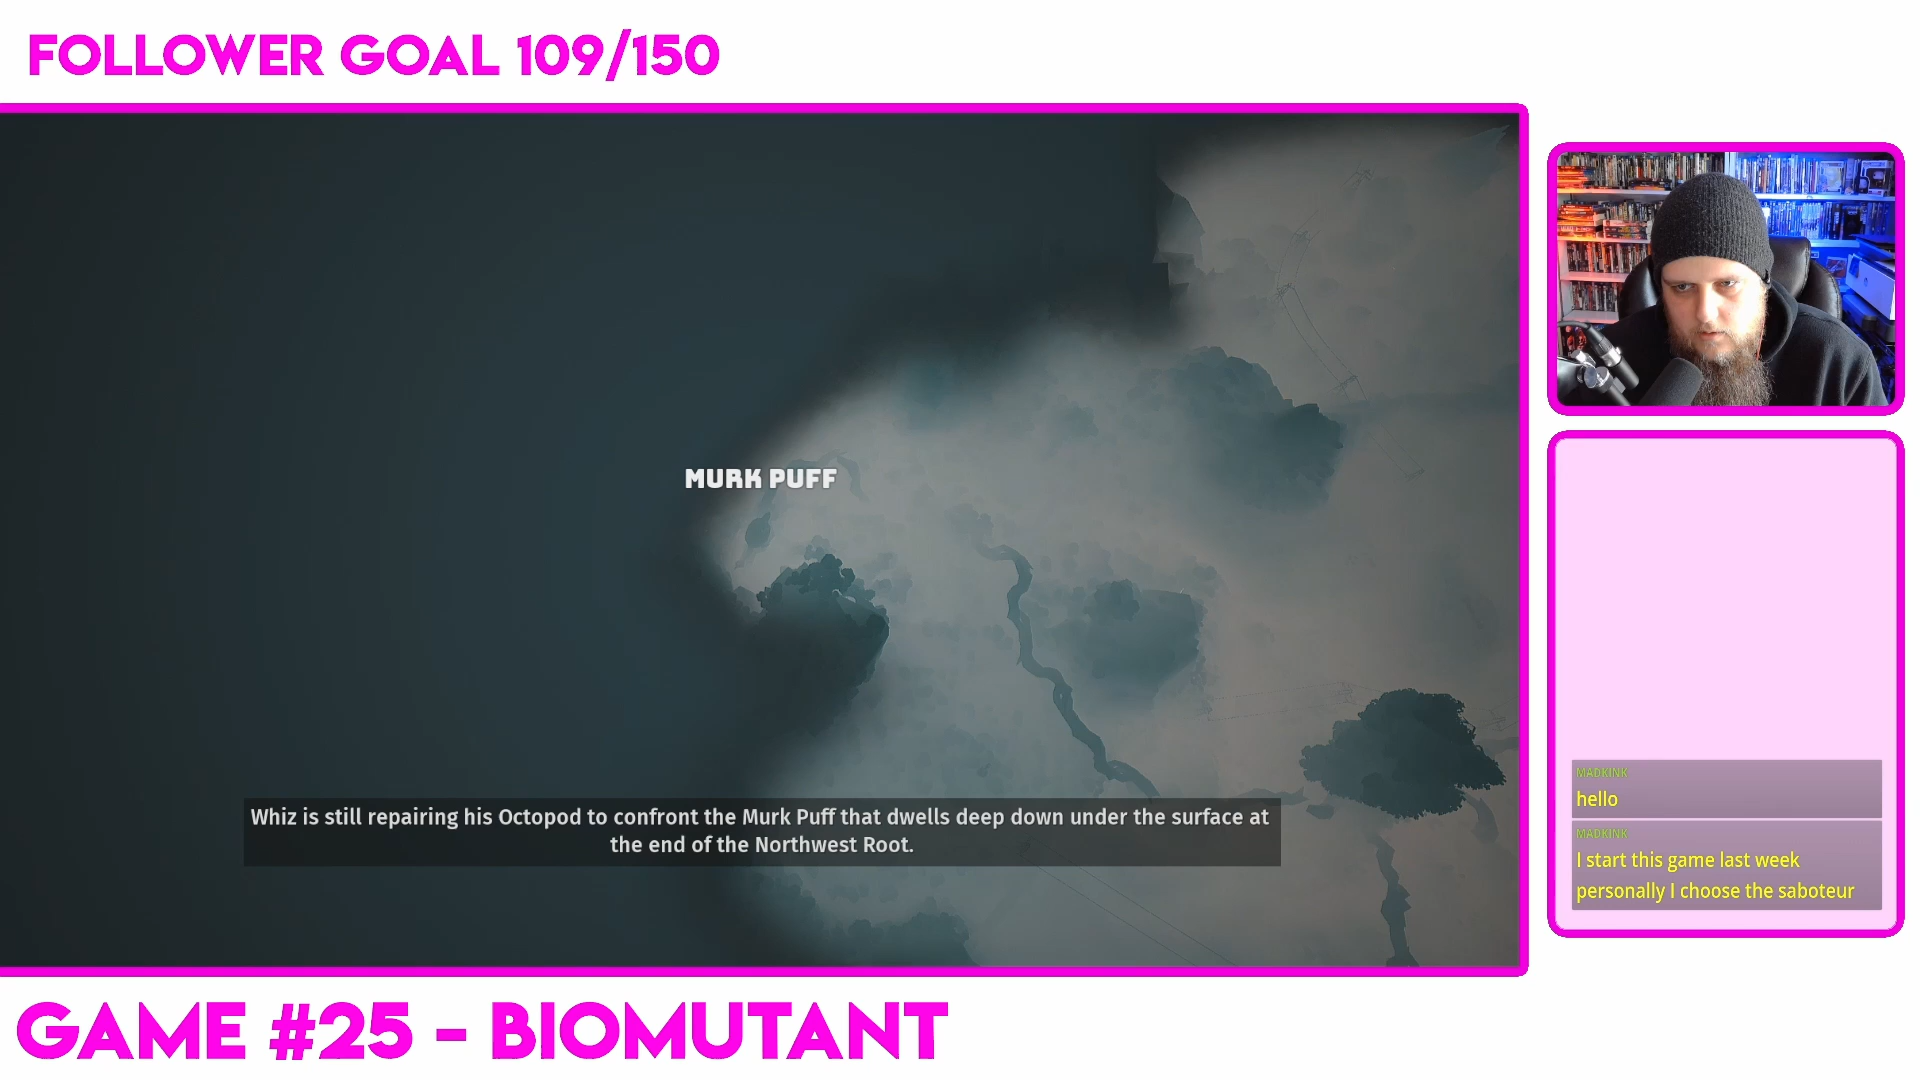 FOLLOWER GOAL 109/150
MURK PUFF
Whiz is still repairing his Octopod to confront the Murk Puff that dwells deep down under the surface at
the end of the Northwest Root.
MADKINK
hello
MADKINK
I start this game last week
personally I choose the saboteur
GAME #25 - BIOMUTANT